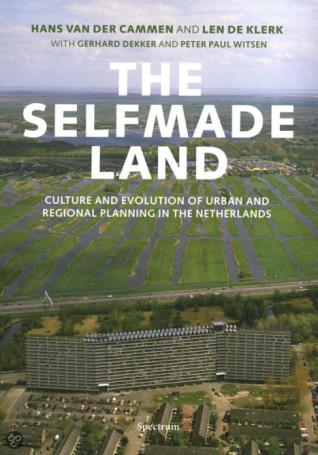 HANS VAN DER CAMMEN AND LEN DE KLERK
WITH GERHARD DEKKER AND PETER PAUL WITSEN
THE
SELFMADE
LAND
CULTURE AND EVOLUTION OF URBAN AND
REGIONAL PLANNING IN THE NETHERLANDS
Spectrum